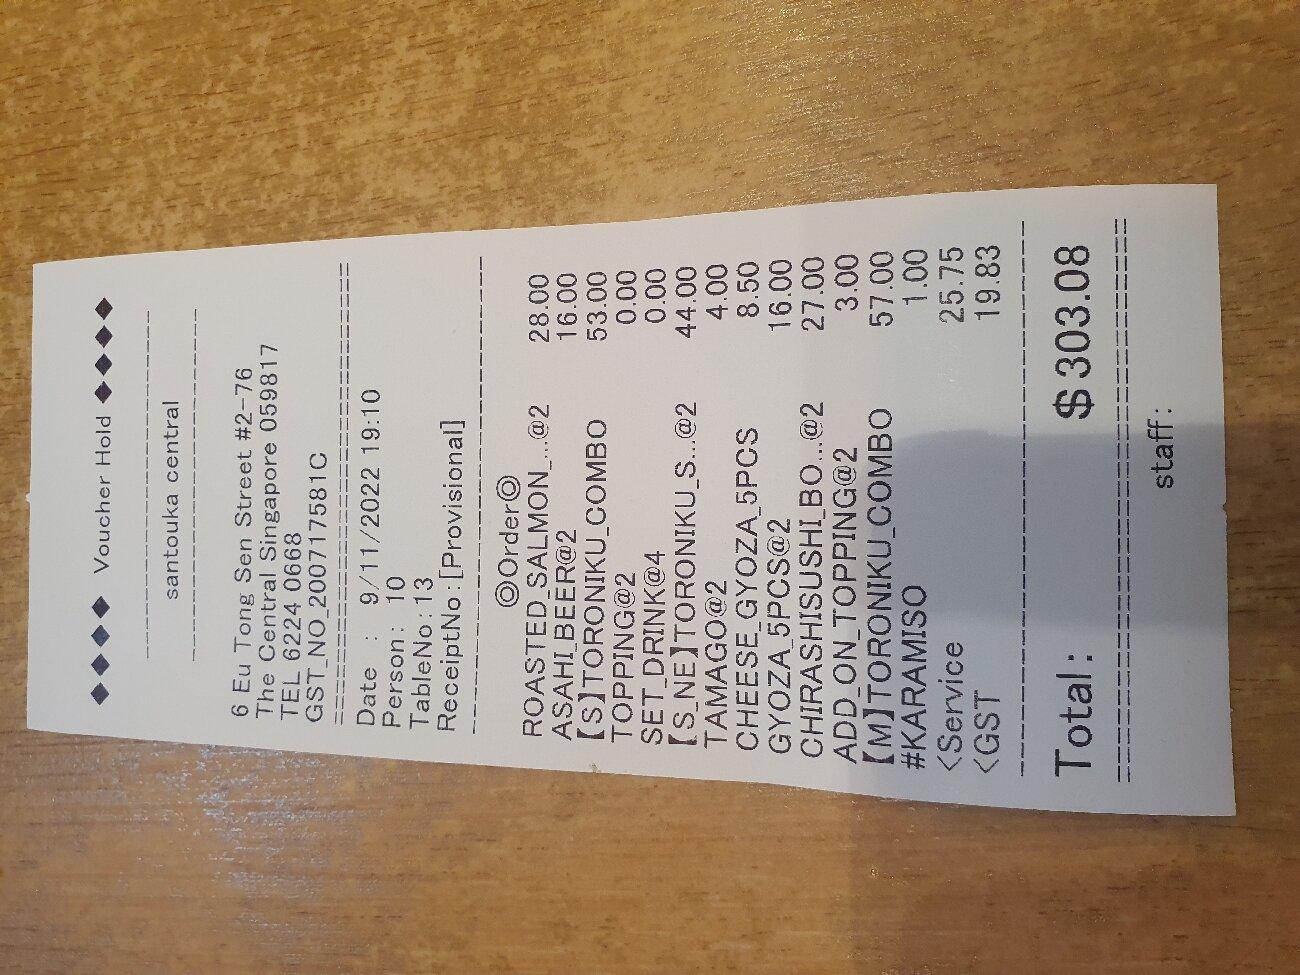 ◆◆◆◆ Voucher Hold ◆◆◆◆
santouka central
6 Eu Tong Sen Street #2-76
The Central Singapore 059817
TEL 6224 0668
GST_NO_200717581C
Date : 9/11/2022 19:10
Person: 10
TableNo:13
ReceiptNo:[Provisional]
◎Order◎
ROASTED_SALMON_...@2 28.00
ASAHI_BEER@2 16.00
【S】TORONIKU_COMBO 53.00
TOPPING@2 0.00
SET_DRINK@4 0.00
【S_NE】TORONIKU_S...@2 44.00
TAMAGO@2 4.00
CHEESE_GYOZA_5PCS 8.50
GYOZA_5PCS@2 16.00
CHIRASHISUSHI_BO...@2 27.00
ADD_ON_TOPPING@2 3.00
【M】TORONIKU_COMBO 57.00
#KARAMISO 1.00
<Service 25.75
<GST 19.83
Total: $303.08
staff: